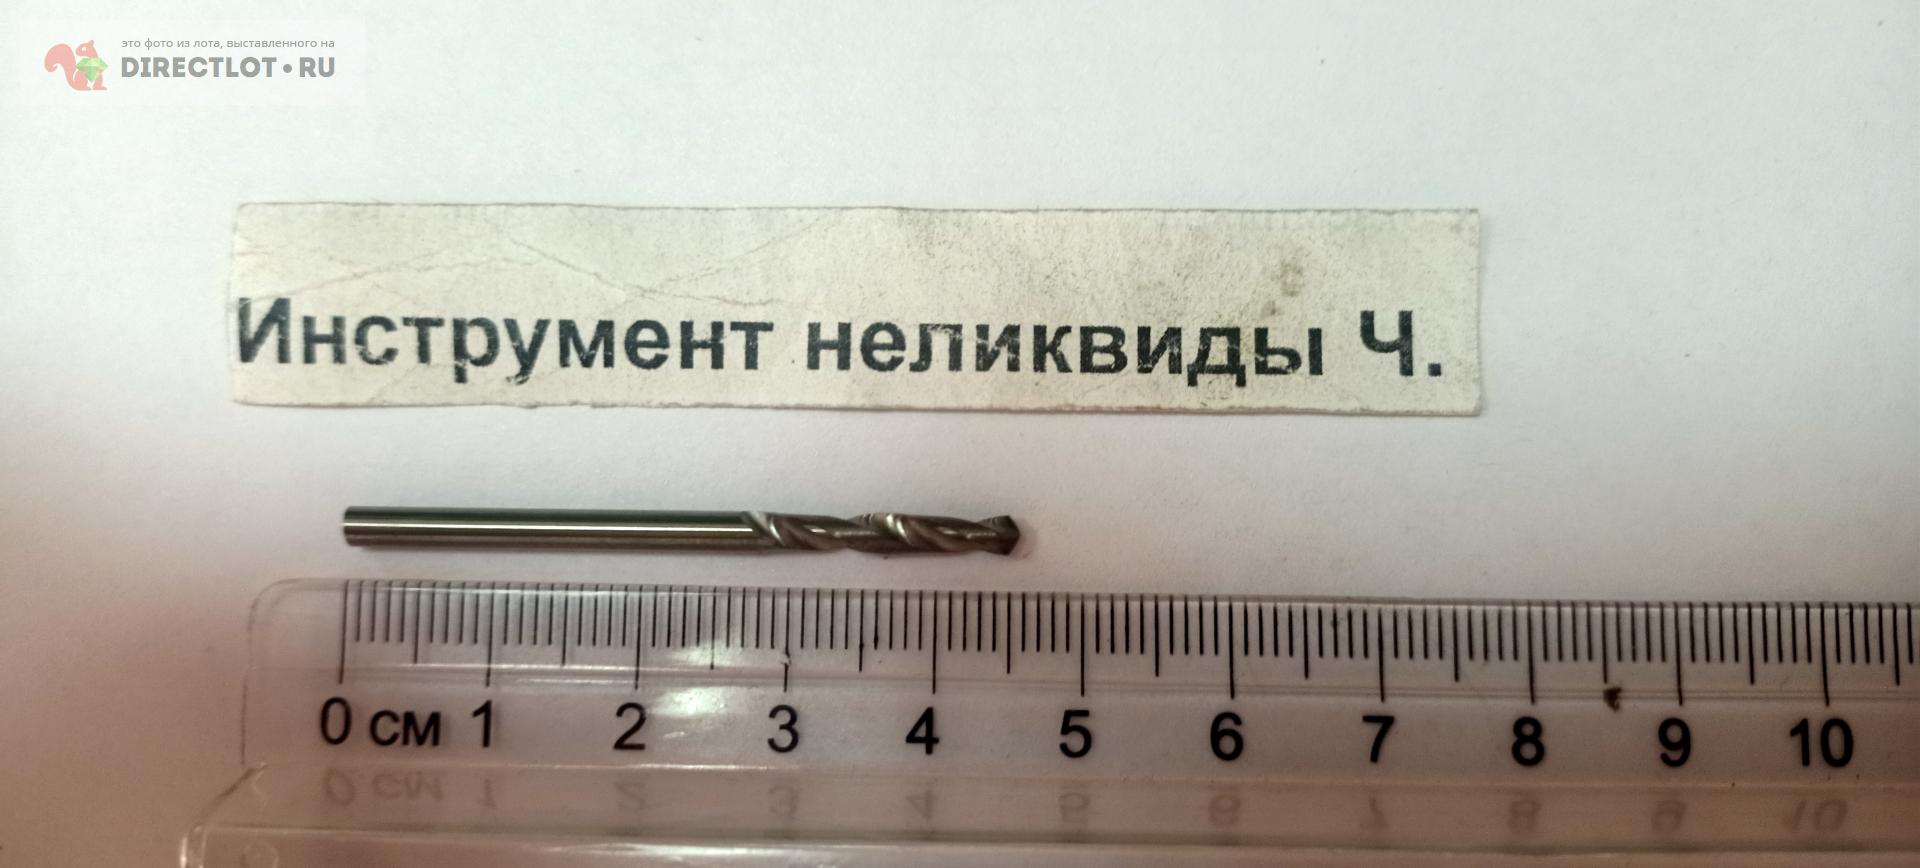 это фото из лота, выставленного на
DIRECTLOT•RU
Инструмент неликвиды Ч.
0 см 1 2 3 4 5 6 7 8 9 10